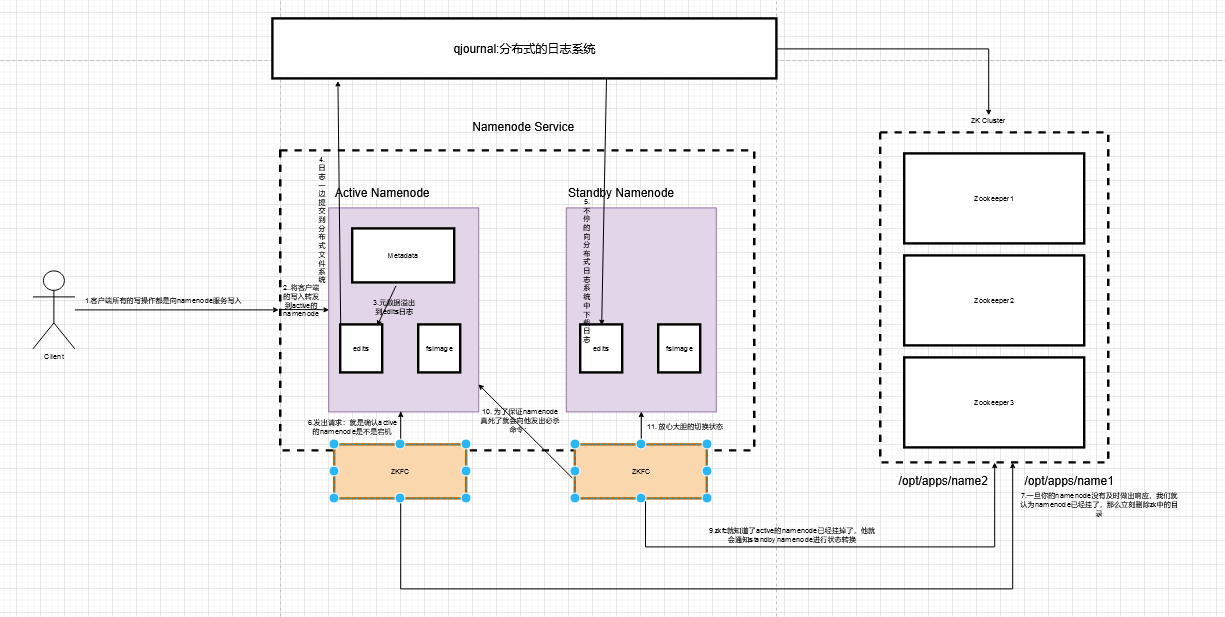 qjournal:分布式的日志系统
Namenode Service
ZK Cluster
4.
日
志
一
边
提
交
到
分
布
式
文
件
系
统
Active Namenode
Standby Namenode
5.
不
停
的
向
分
布
式
日
志
系
统
中
下
载
日
志
Metadata
Zookeeper1
Zookeeper2
Zookeeper3
1.客户端所有的写操作都是向namenode服务写入
2. 将客户端
的写入转发
到active的
namenode
3.元数据溢出
到edits日志
Client
edits
fsimage
edits
fsimage
6.发出请求：就是确认active
的namenode是不是宕机
10. 为了保证namenode
真死了就会向他发出必杀
命令:
11. 放心大胆的切换状态
ZKFC
ZKFC
/opt/apps/name2
/opt/apps/name1
7.一旦你的namenode没有及时做出响应，我们就
认为namenode已经挂了，那么立刻删除zk中的目
录
9.zkfc就知道了active的namenode已经挂掉了，他就
会通知standby namenode进行状态转换